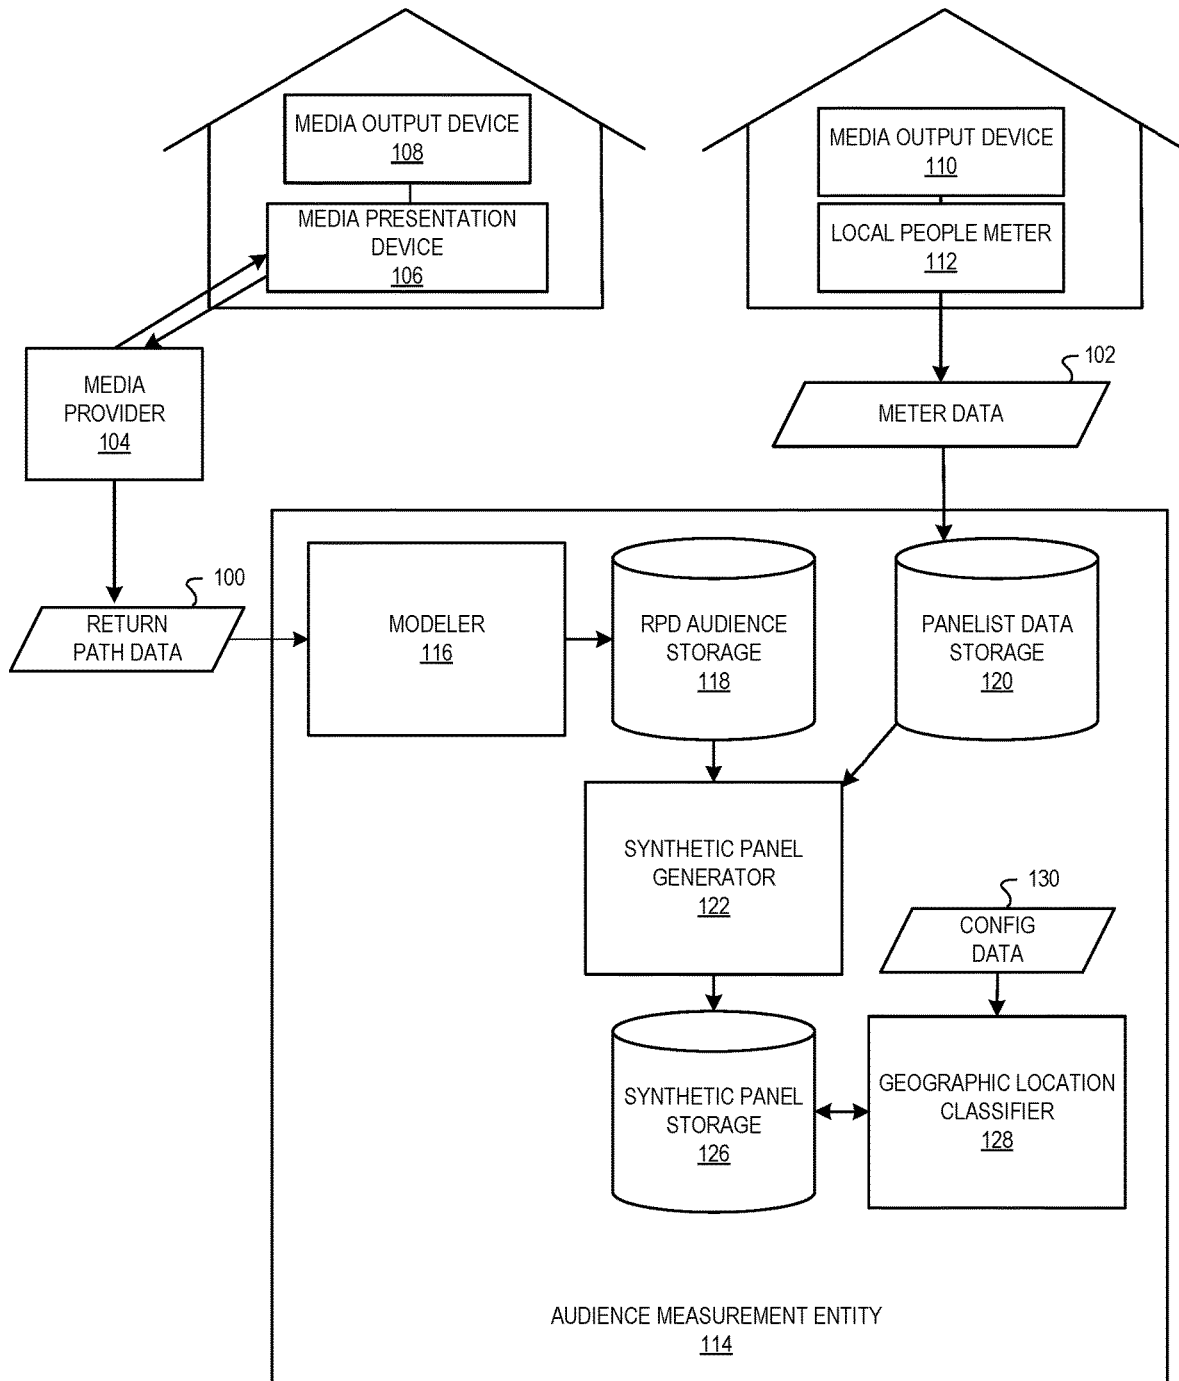 MEDIA OUTPUT DEVICE
108
MEDIA PRESENTATION
DEVICE
106
MEDIA OUTPUT DEVICE
110
LOCAL PEOPLE METER
112
MEDIA
PROVIDER
104
102
METER DATA
100
RETURN
PATH DATA
MODELER
116
RPD AUDIENCE
STORAGE
118
PANELIST DATA
STORAGE
120
SYNTHETIC PANEL
GENERATOR
122
130
CONFIG
DATA
SYNTHETIC PANEL
STORAGE
126
GEOGRAPHIC LOCATION
CLASSIFIER
128
AUDIENCE MEASUREMENT ENTITY
114